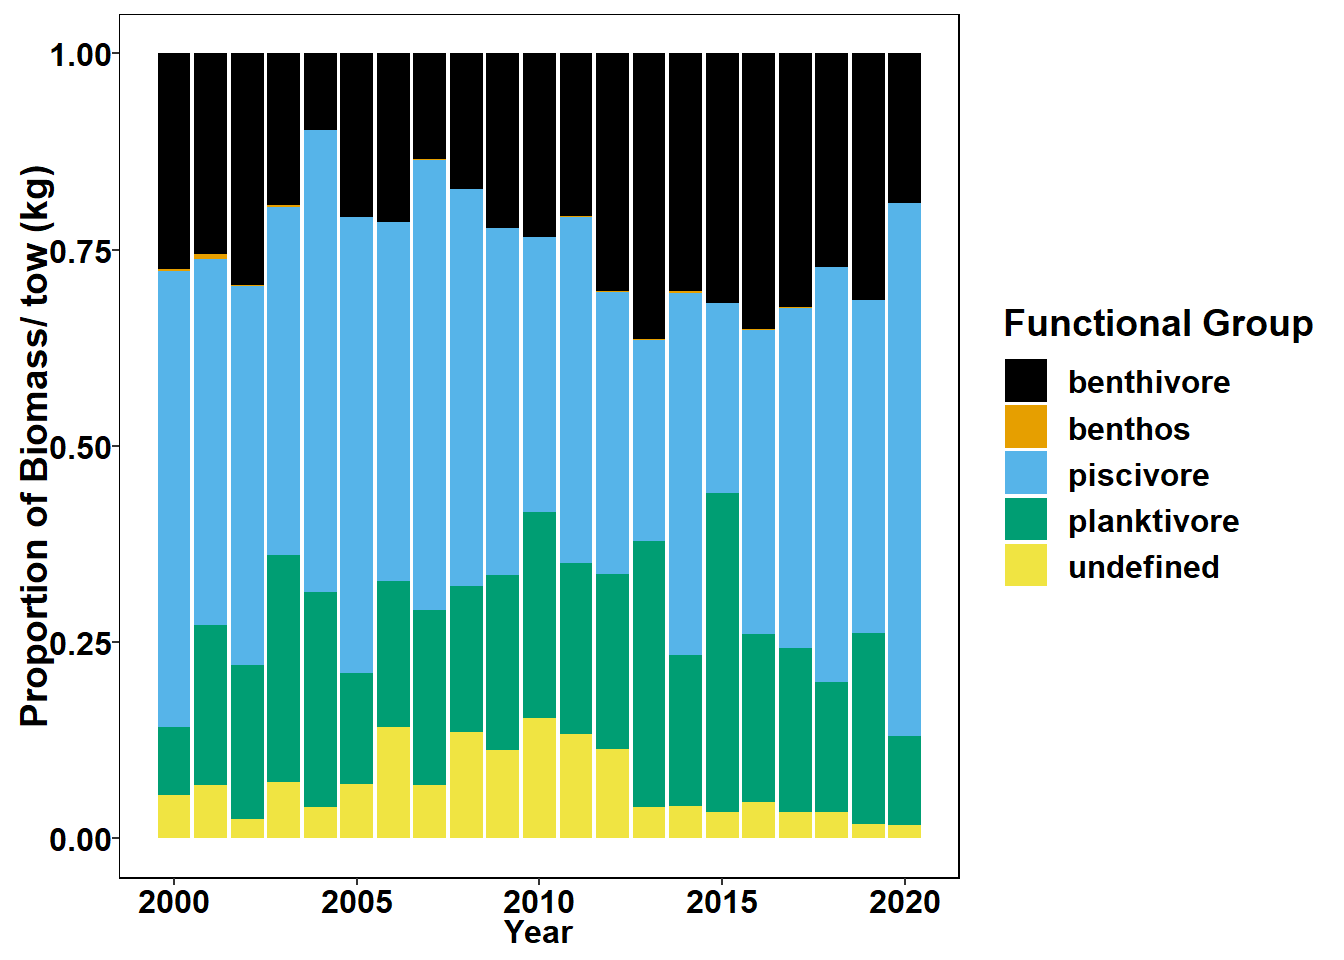 Proportion of Biomass/ tow (kg)
1.00
0.75
0.50
0.25
0.00
2000 2005 2010 2015 2020
Year
Functional Group
benthivore
benthos
piscivore
planktivore
undefined